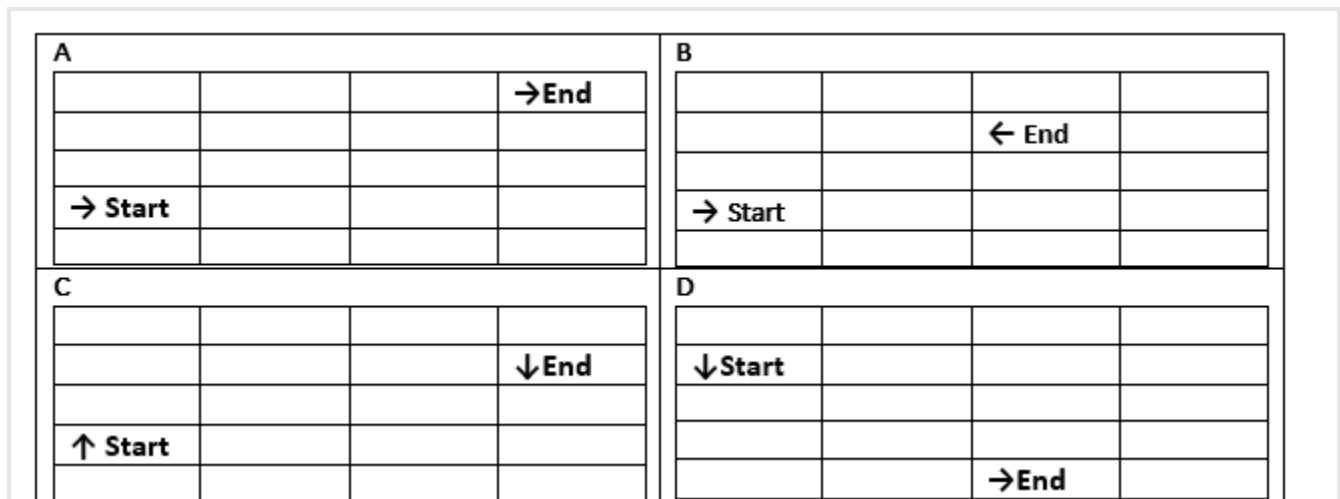 A
→End
→ Start
B
← End
→ Start
C
↓End
↑ Start
D
↓Start
→End